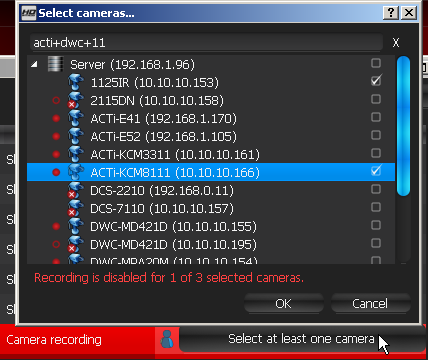 HD Select cameras... ?
acti+dwc+11 X
Server (192.168.1.96)
1125IR (10.10.10.153)
2115DN (10.10.10.158)
ACTi-E41 (192.168.1.170)
ACTi-E52 (192.168.1.105)
ACTi-KCM3311 (10.10.10.161)
ACTi-KCM8111 (10.10.10.166)
DCS-2210 (192.168.0.11)
DCS-7110 (10.10.10.157)
DWC-MD421D (10.10.10.155)
DWC-MD421D (10.10.10.195)
DWC-MPA20M (10.10.10.154)
Recording is disabled for 1 of 3 selected cameras.
OK Cancel
Camera recording Select at least one camera